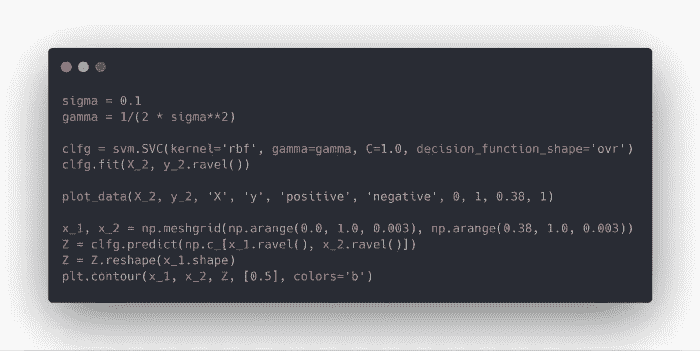 sigma = 0.1
gamma = 1/(2 * sigma**2)
clfg = svm.SVC(kernel='rbf', gamma=gamma, C=1.0, decision_function_shape='ovr')
clfg.fit(X_2, y_2.ravel())
plot_data(X_2, y_2, 'X', 'y', 'positive', 'negative', 0, 1, 0.38, 1)
x_1, x_2 = np.meshgrid(np.arange(0.0, 1.0, 0.003), np.arange(0.38, 1.0, 0.003))
Z = clfg.predict(np.c_[x_1.ravel(), x_2.ravel()])
Z = Z.reshape(x_1.shape)
plt.contour(x_1, x_2, Z, [0.5], colors='b')